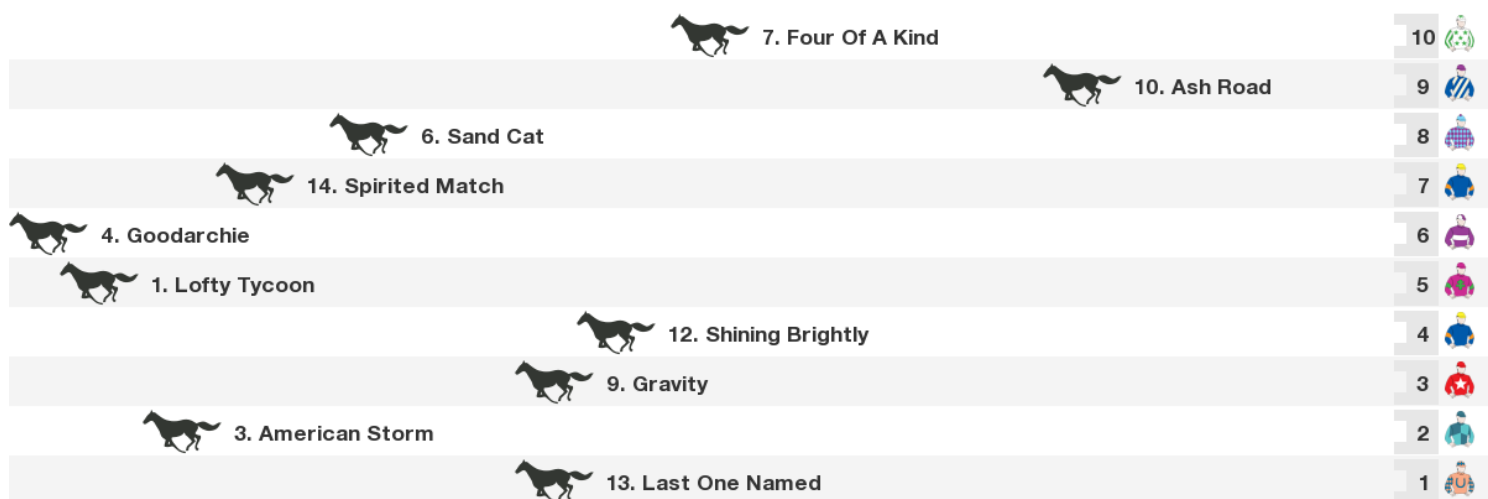 7. Four Of A Kind 10
10. Ash Road 9
6. Sand Cat 8
14. Spirited Match 7
4. Goodarchie 6
1. Lofty Tycoon 5
12. Shining Brightly 4
9. Gravity 3
3. American Storm 2
13. Last One Named 1